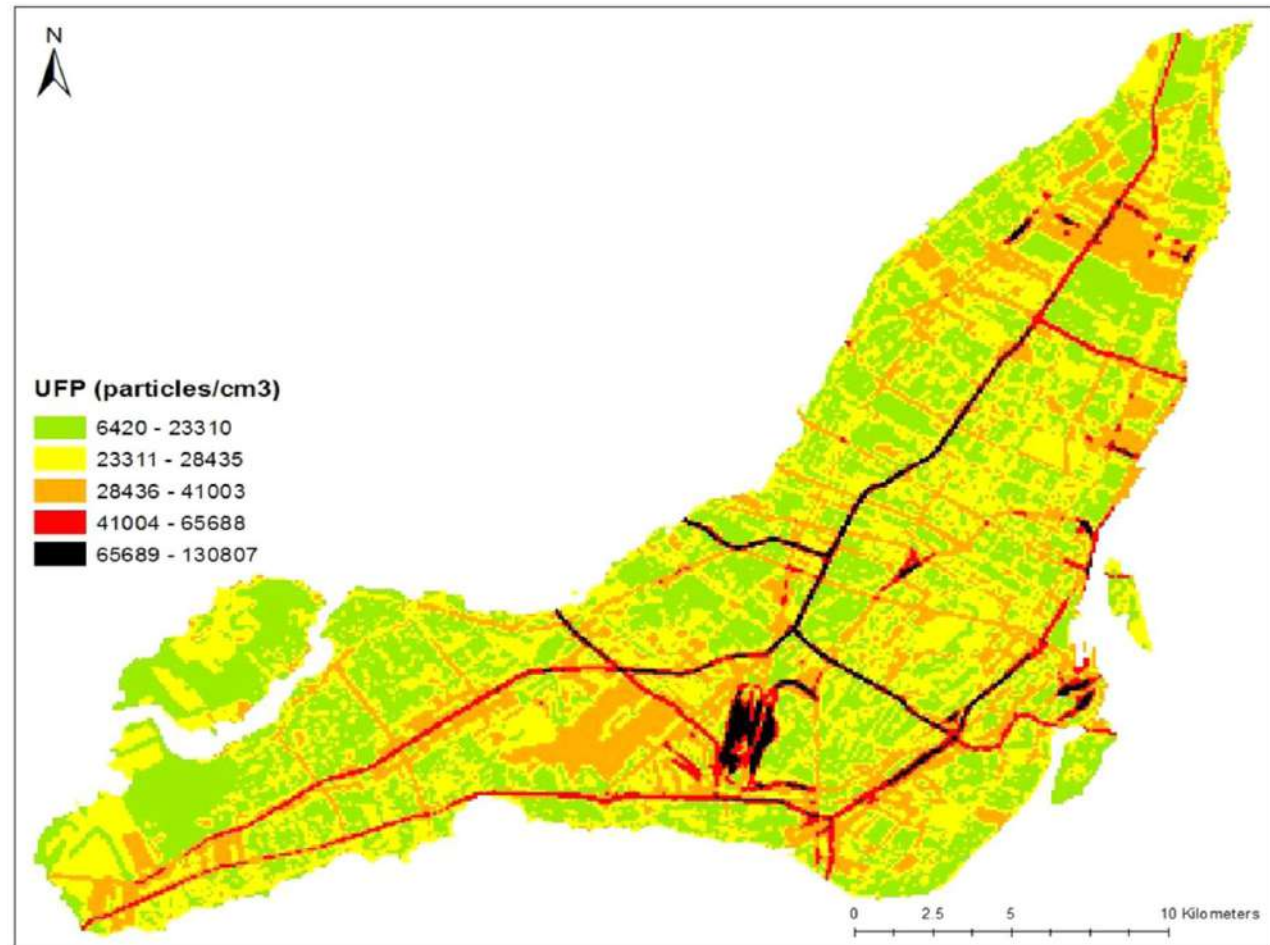 N
UFP (particles/cm3)
6420 - 23310
23311 - 28435
28436 - 41003
41004 - 65688
65689 - 130807
0 2.5 5 10 Kilometers